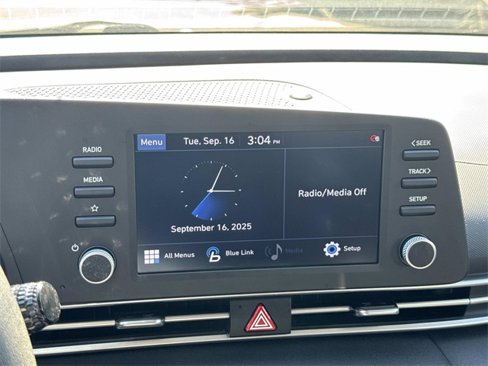 Menu Tue, Sep. 16 3:04 PM
RADIO
MEDIA
<SEEK
TRACK>
SETUP
Radio/Media Off
September 16, 2025
All Menus Blue Link Media Setup